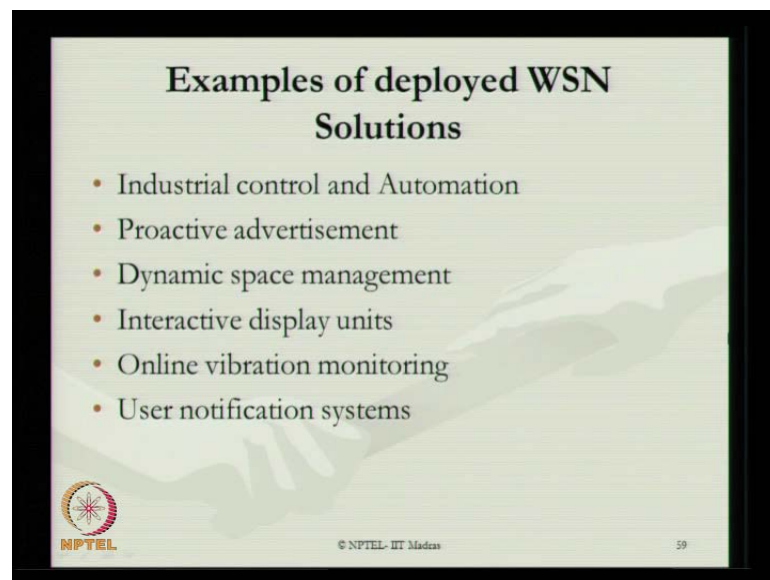 Examples of deployed WSN
Solutions
• Industrial control and Automation
• Proactive advertisement
• Dynamic space management
• Interactive display units
• Online vibration monitoring
• User notification systems
NPTEL
© NPTEL- IIT Madras
59